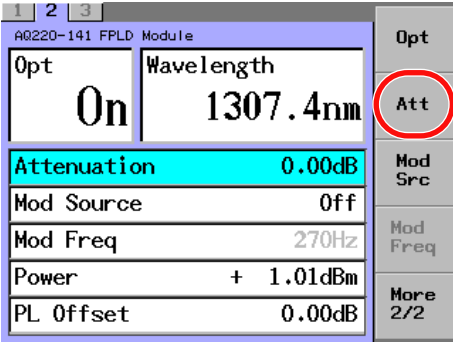 1 2 3
AQ220-141 FPLD Module
Opt
On
Wavelength
1307.4nm
Attenuation 0.00dB
Mod Source Off
Mod Freq 270Hz
Power + 1.01dBm
PL Offset 0.00dB
Opt
Att
Mod
Src
Mod
Freq
More
2/2